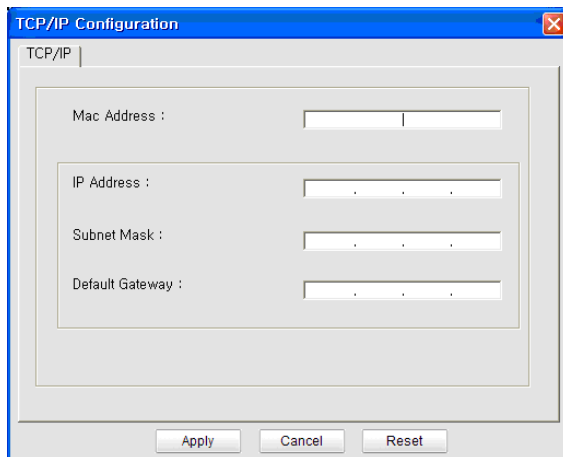 TCP/IP Configuration
TCP/IP
Mac Address :
IP Address :
. . .
Subnet Mask :
. . .
Default Gateway :
. . .
Apply Cancel Reset